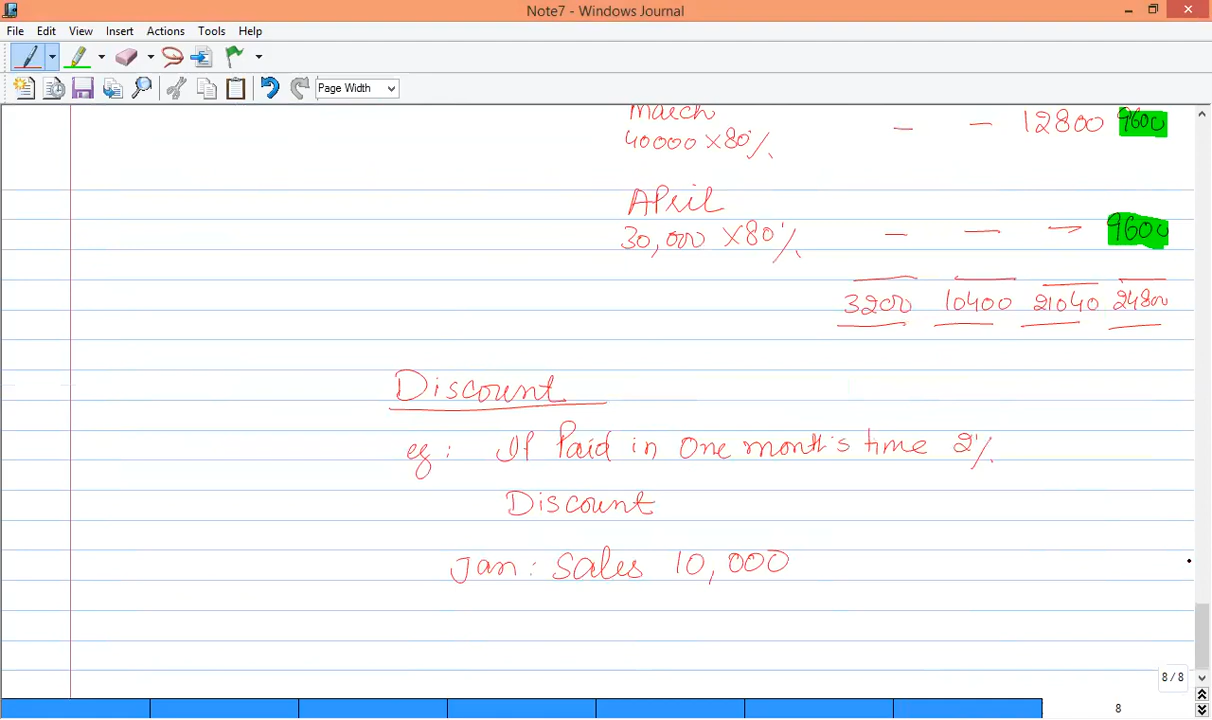 Note7 - Windows Journal
File Edit View Insert Actions Tools Help
Page Width
March
40000 × 80% — — 12800 9600
April
30,000 × 80% — — — 9600
3200 10400 21040 24800
Discount
eg: If Paid in One month's time 2%
Discount
Jan: Sales 10,000
8 / 8
8